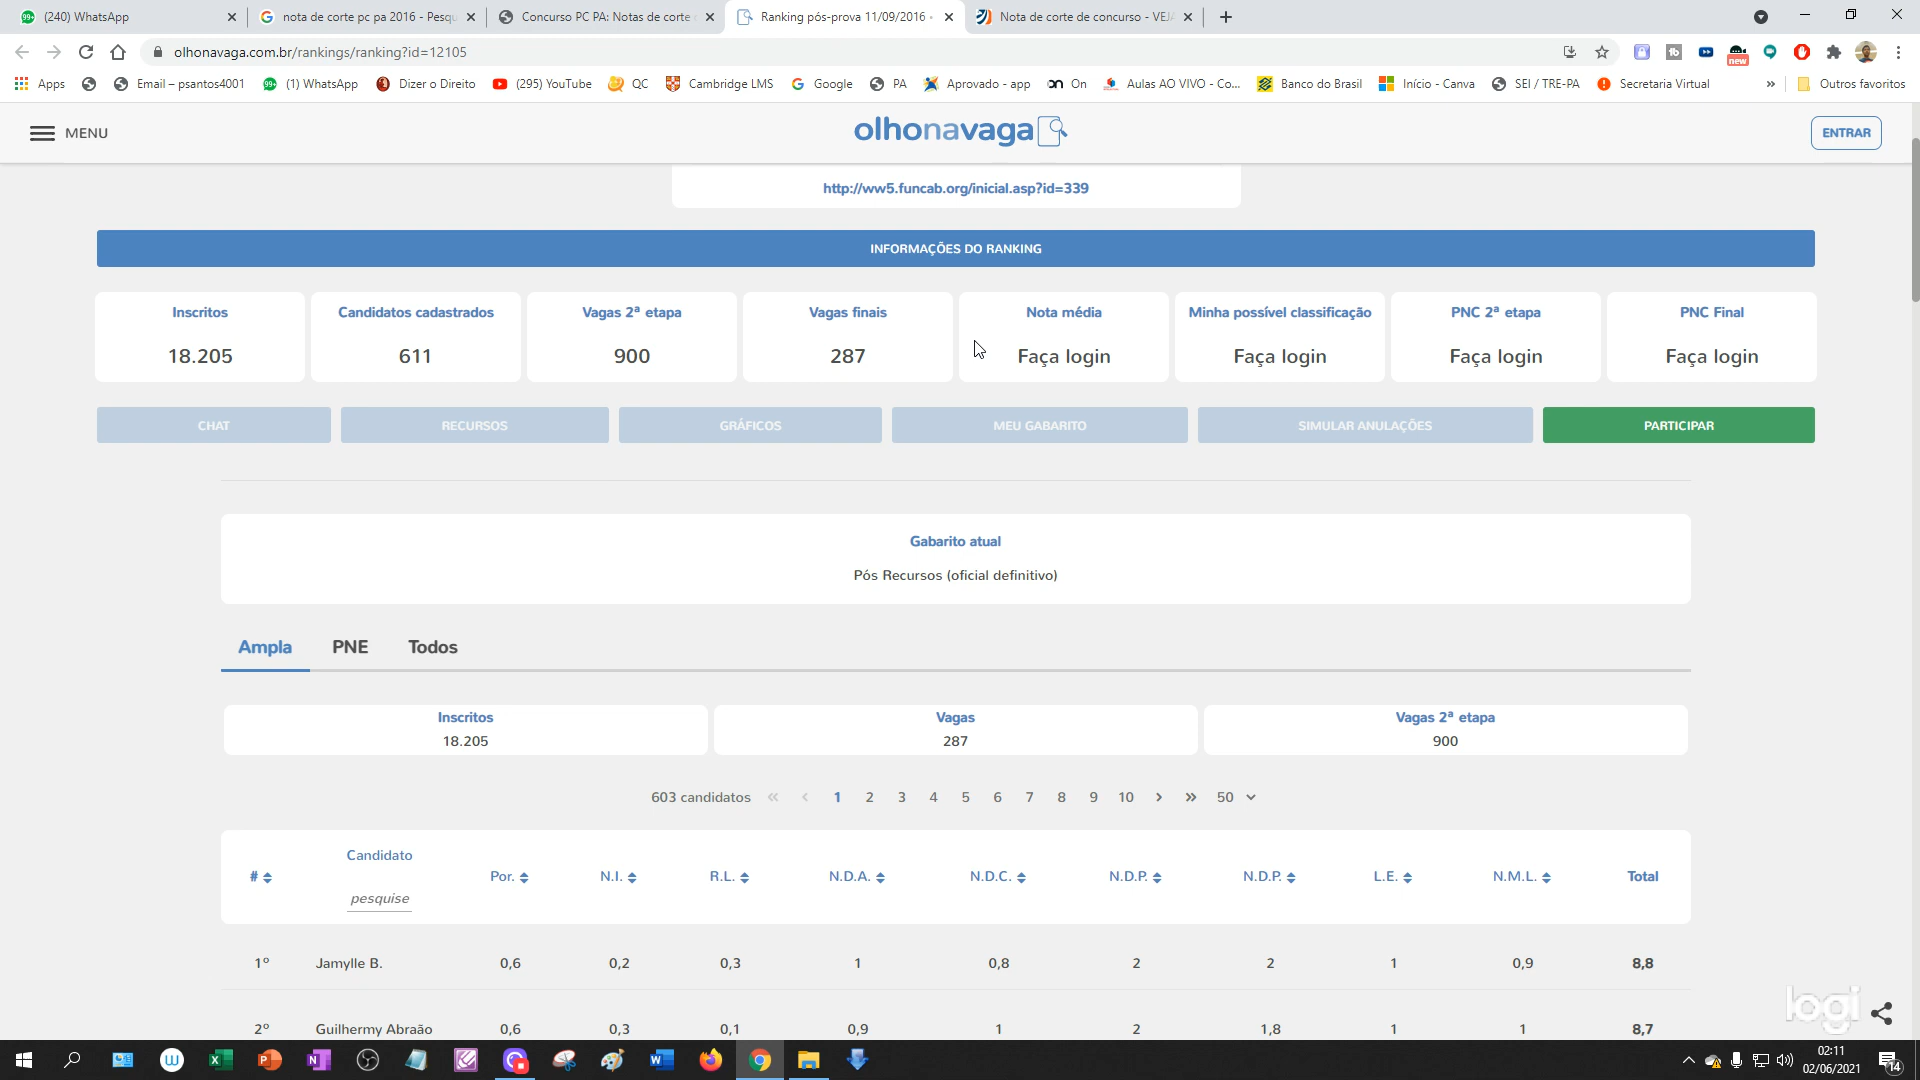 (240) WhatsApp
nota de corte pc pa 2016 - Pesqu
Concurso PC PA: Notas de corte
Ranking pós-prova 11/09/2016 -
Nota de corte de concurso - VEJA
olhonavaga.com.br/rankings/ranking?id=12105
new
Apps
Email – psantos4001
(1) WhatsApp
Dizer o Direito
(295) YouTube
QC
Cambridge LMS
Google
PA
Aprovado - app
On
Aulas AO VIVO - Co...
Banco do Brasil
Início - Canva
SEI / TRE-PA
Secretaria Virtual
»
Outros favoritos
MENU
olhonavaga
ENTRAR
http://ww5.funcab.org/inicial.asp?id=339
INFORMAÇÕES DO RANKING
Inscritos Candidatos cadastrados Vagas 2ª etapa Vagas finais Nota média Minha possível classificação PNC 2ª etapa PNC Final
18.205 611 900 287 Faça login Faça login Faça login Faça login
CHAT RECURSOS GRÁFICOS MEU GABARITO SIMULAR ANULAÇÕES PARTICIPAR
Gabarito atual
Pós Recursos (oficial definitivo)
Ampla PNE Todos
Inscritos Vagas Vagas 2ª etapa
18.205 287 900
603 candidatos « ‹ 1 2 3 4 5 6 7 8 9 10 › » 50
Candidato
# Por. N.I. R.L. N.D.A. N.D.C. N.D.P. N.D.P. L.E. N.M.L. Total
pesquise
1º Jamylle B. 0,6 0,2 0,3 1 0,8 2 2 1 0,9 8,8
2º Guilhermy Abraão 0,6 0,3 0,1 0,9 1 2 1,8 1 1 8,7
logi
02:11
02/06/2021
14